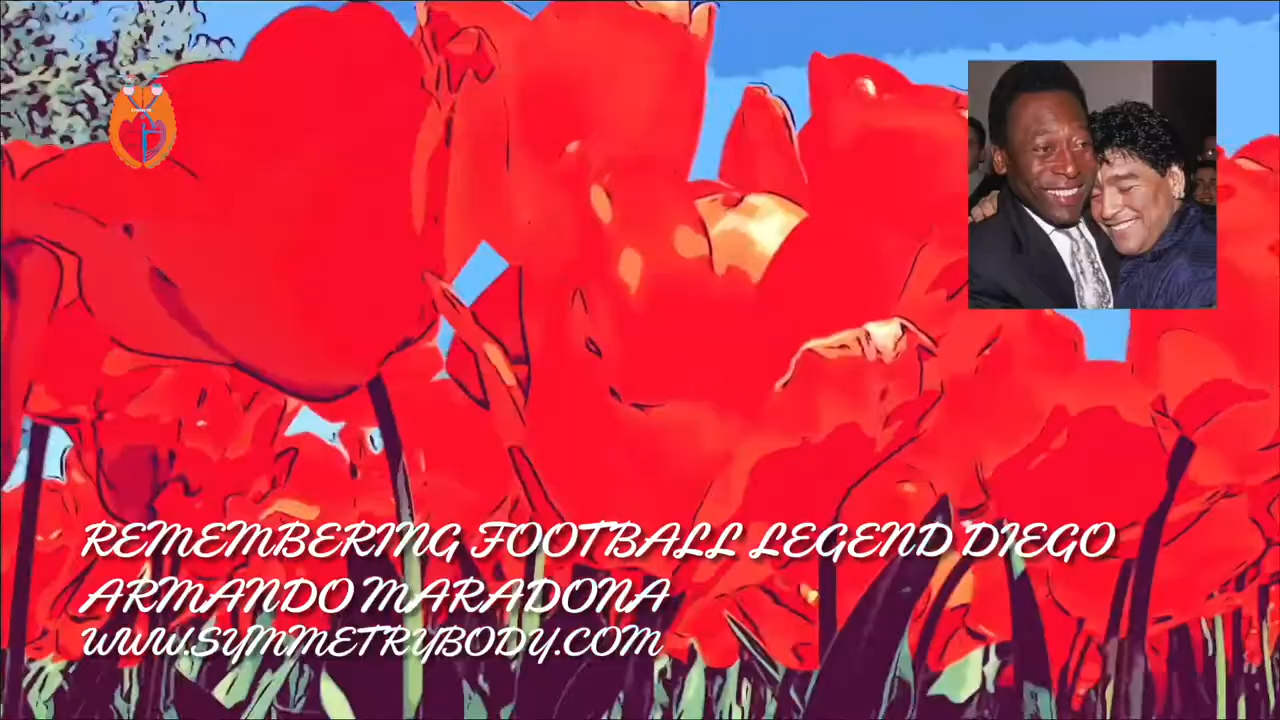 REMEMBERING FOOTBALL LEGEND DIEGO
ARMANDO MARADONA
WWW.SYMMETRYBODY.COM